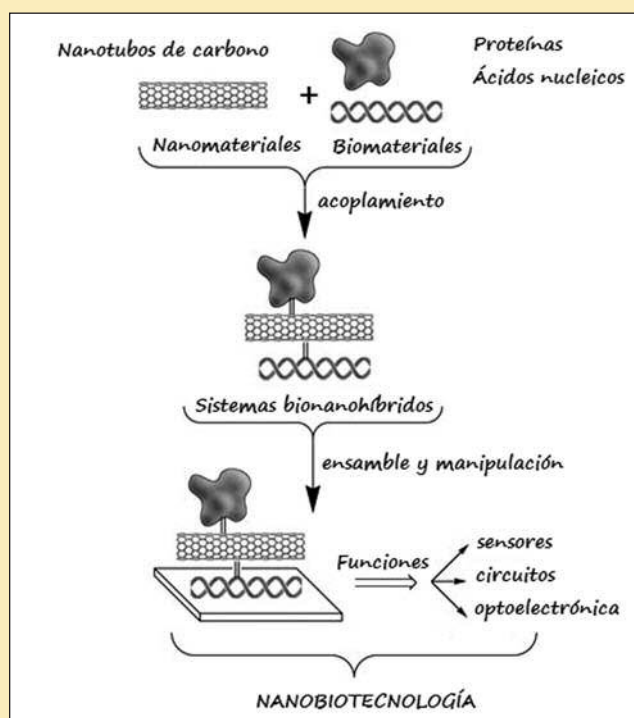 Nanotubos de carbono
+
Proteínas
Ácidos nucleicos
Nanomateriales
Biomateriales
acoplamiento
Sistemas bionanohíbridos
ensamble y manipulación
Funciones
sensores
circuitos
optoelectrónica
NANOBIOTECNOLOGÍA